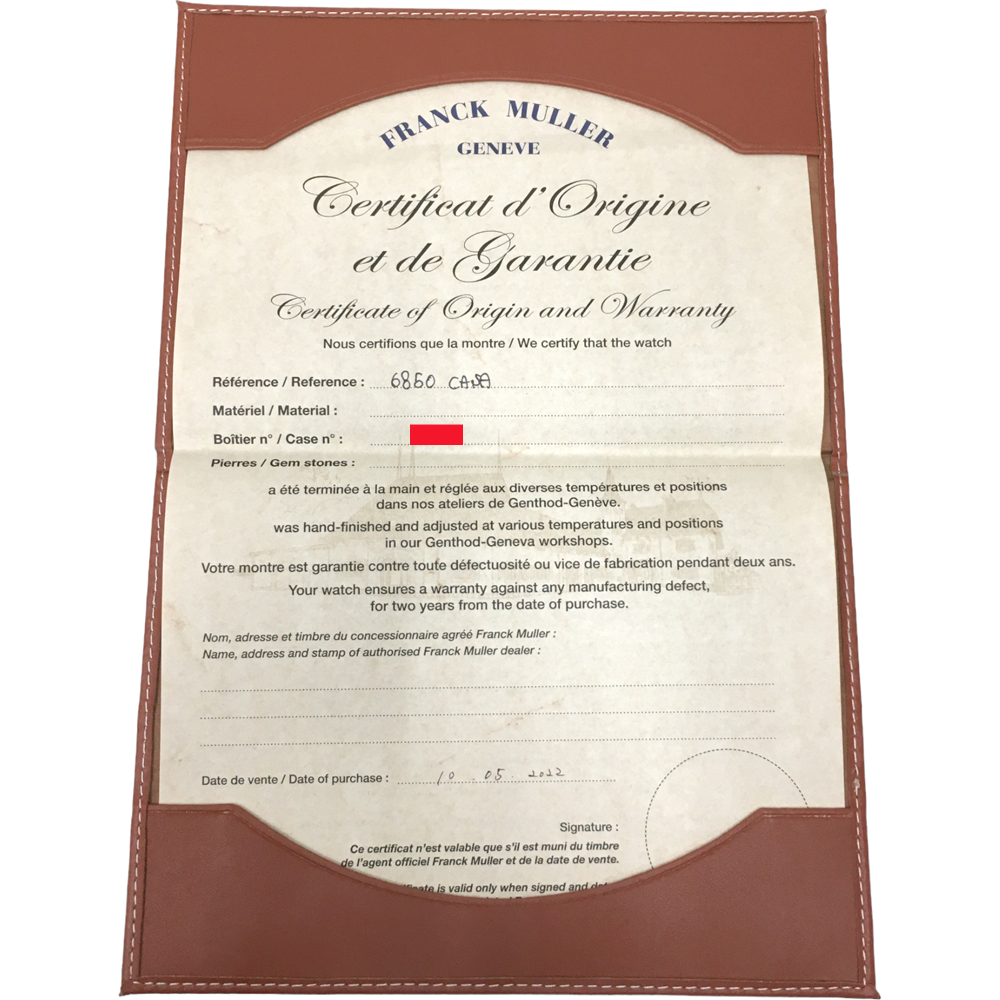 FRANCK MULLER
GENEVE
Certificat d'Origine
et de Garantie
Certificate of Origin and Warranty
Nous certifions que la montre / We certify that the watch
Référence / Reference : 6850 CASA
Matériel / Material :
Boîtier n° / Case n° :
Pierres / Gem stones :
a été terminée à la main et réglée aux diverses températures et positions
dans nos ateliers de Genthod-Genève.
was hand-finished and adjusted at various temperatures and positions
in our Genthod-Geneva workshops.
Votre montre est garantie contre toute défectuosité ou vice de fabrication pendant deux ans.
Your watch ensures a warranty against any manufacturing defect,
for two years from the date of purchase.
Nom, adresse et timbre du concessionnaire agréé Franck Muller :
Name, address and stamp of authorised Franck Muller dealer :
Date de vente / Date of purchase : 10 . 05 . 2022
Signature :
Ce certificat n'est valable que s'il est muni du timbre
de l'agent officiel Franck Muller et de la date de vente.
is valid only when signed and